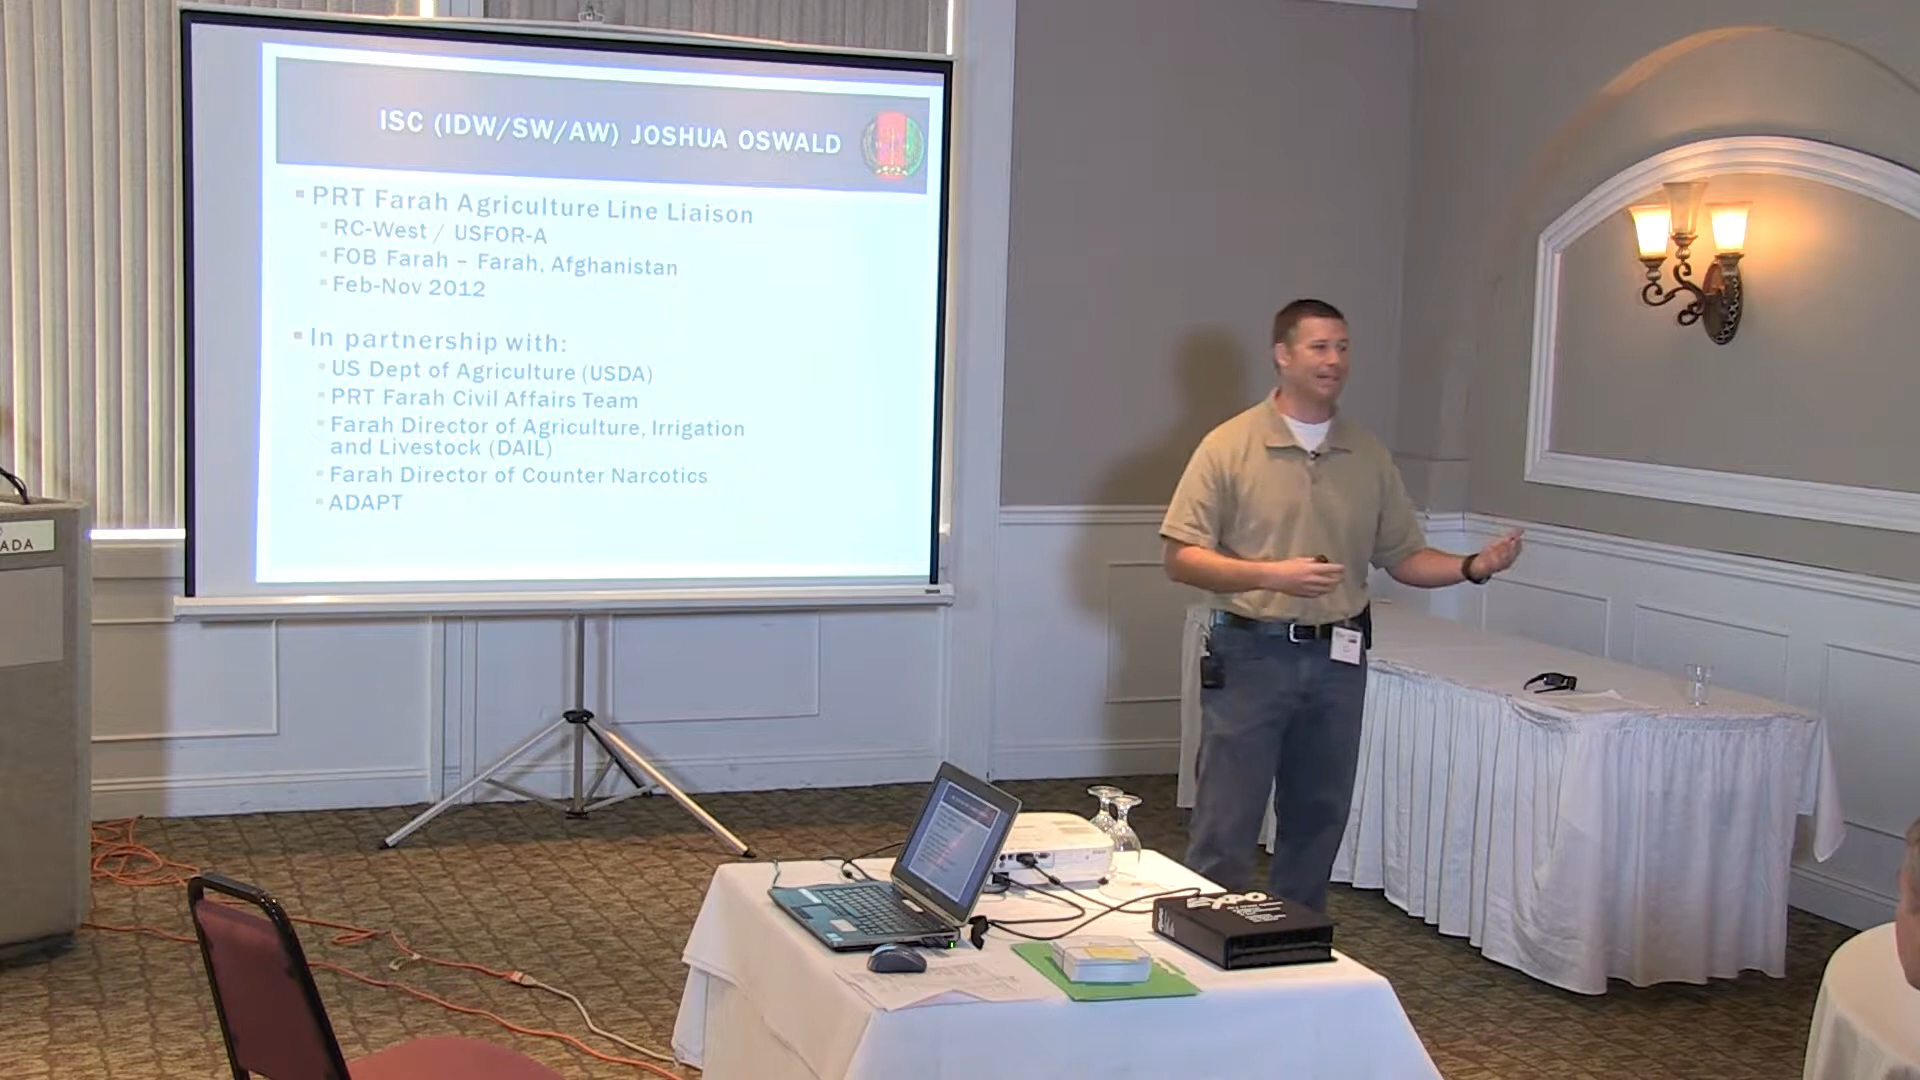 ISC (IDW/SW/AW) JOSHUA OSWALD
PRT Farah Agriculture Line Liaison
RC-West / USFOR-A
FOB Farah – Farah, Afghanistan
Feb-Nov 2012
In partnership with:
US Dept of Agriculture (USDA)
PRT Farah Civil Affairs Team
Farah Director of Agriculture, Irrigation
and Livestock (DAIL)
Farah Director of Counter Narcotics
ADAPT
ADA
EXPO